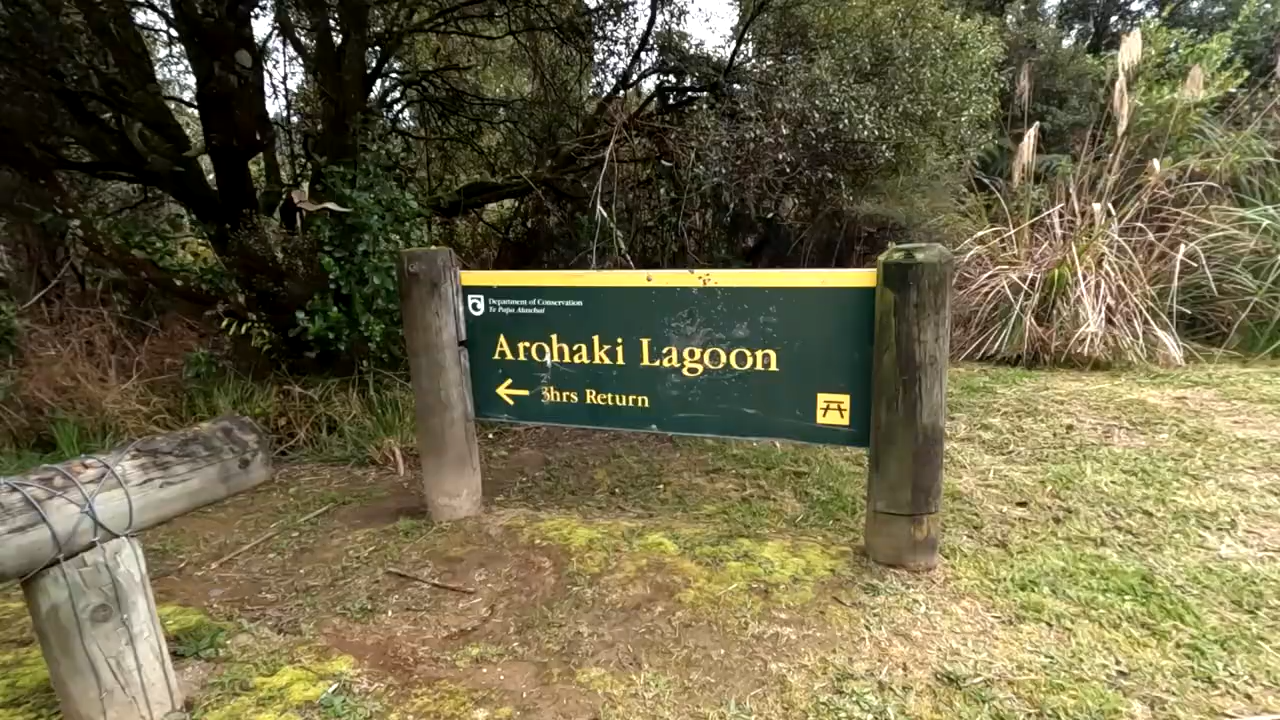 Department of Conservation
Te Papa Atawhai
Arohaki Lagoon
3hrs Return